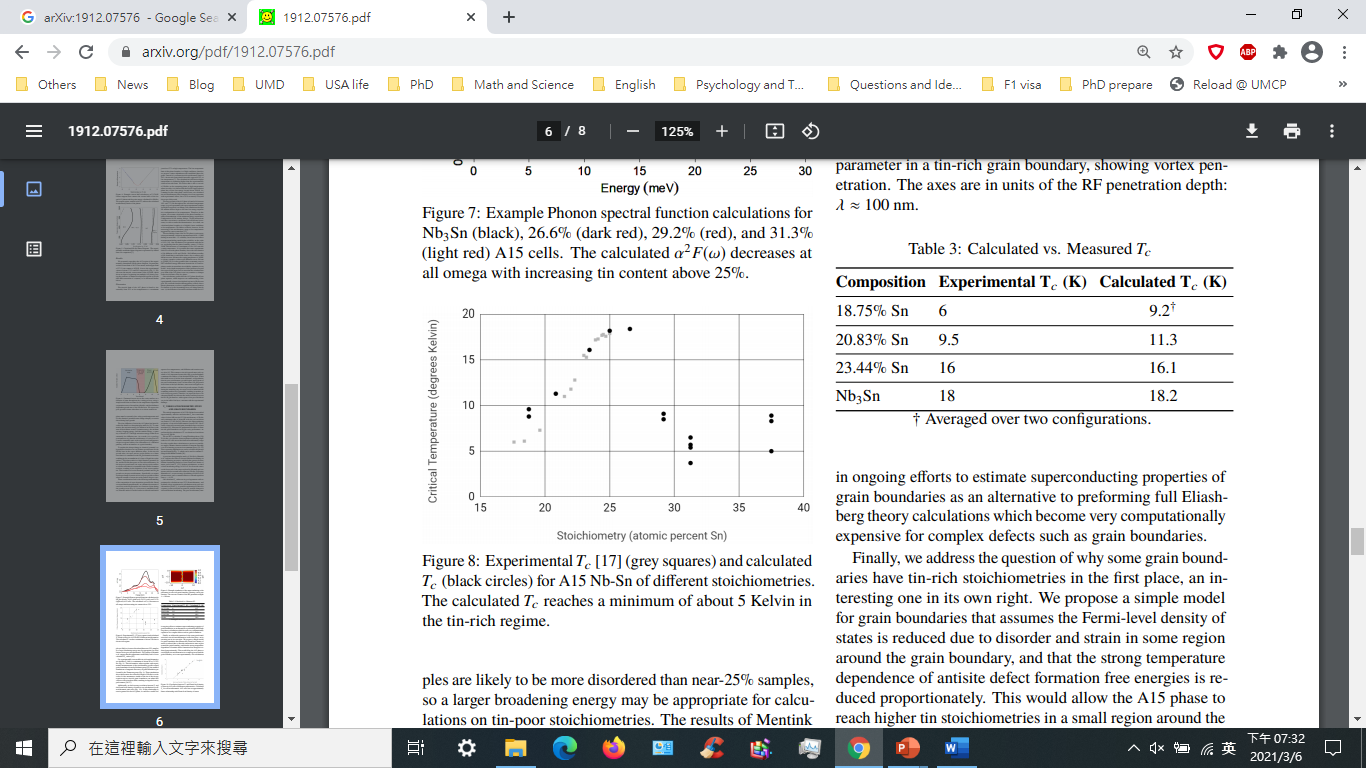 arXiv:1912.07576 - Google Sea
1912.07576.pdf
arxiv.org/pdf/1912.07576.pdf
ABP
Others
News
Blog
UMD
USA life
PhD
Math and Science
English
Psychology and T...
Questions and Ide...
F1 visa
PhD prepare
Reload @ UMCP
»
1912.07576.pdf
6 / 8
125%
4
5
6
0
0 5 10 15 20 25 30
Energy (meV)
Figure 7: Example Phonon spectral function calculations for
Nb₃Sn (black), 26.6% (dark red), 29.2% (red), and 31.3%
(light red) A15 cells. The calculated α²F(ω) decreases at
all omega with increasing tin content above 25%.
Critical Temperature (degrees Kelvin)
20
15
10
5
0
15 20 25 30 35 40
Stoichiometry (atomic percent Sn)
Figure 8: Experimental T𝑐 [17] (grey squares) and calculated
T𝑐 (black circles) for A15 Nb-Sn of different stoichiometries.
The calculated T𝑐 reaches a minimum of about 5 Kelvin in
the tin-rich regime.
ples are likely to be more disordered than near-25% samples,
so a larger broadening energy may be appropriate for calcu-
lations on tin-poor stoichiometries. The results of Mentink
parameter in a tin-rich grain boundary, showing vortex pen-
etration. The axes are in units of the RF penetration depth:
λ ≈ 100 nm.
Table 3: Calculated vs. Measured T𝑐
Composition Experimental T𝑐 (K) Calculated T𝑐 (K)
18.75% Sn 6 9.2†
20.83% Sn 9.5 11.3
23.44% Sn 16 16.1
Nb₃Sn 18 18.2
† Averaged over two configurations.
in ongoing efforts to estimate superconducting properties of
grain boundaries as an alternative to preforming full Eliash-
berg theory calculations which become very computationally
expensive for complex defects such as grain boundaries.
Finally, we address the question of why some grain bound-
aries have tin-rich stoichiometries in the first place, an in-
teresting one in its own right. We propose a simple model
for grain boundaries that assumes the Fermi-level density of
states is reduced due to disorder and strain in some region
around the grain boundary, and that the strong temperature
dependence of antisite defect formation free energies is re-
duced proportionately. This would allow the A15 phase to
reach higher tin stoichiometries in a small region around the
在這裡輸入文字來搜尋
英
下午 07:32
2021/3/6